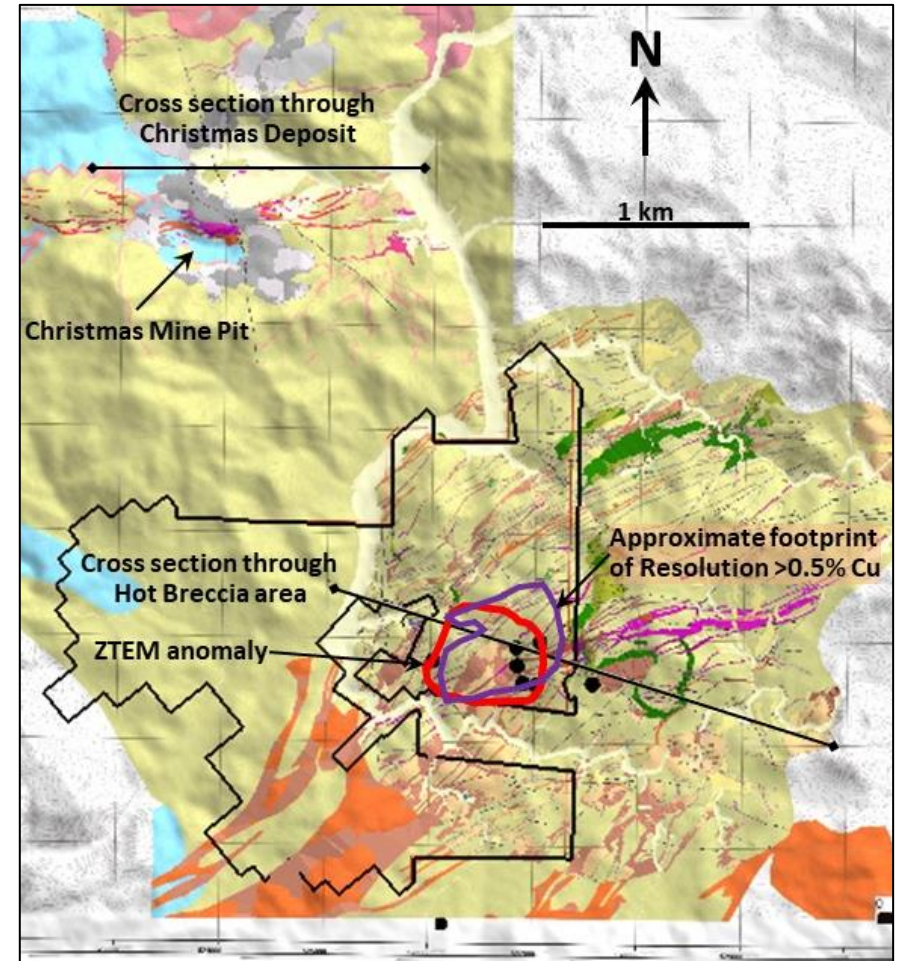 Cross section through
Christmas Deposit
N
1 km
Christmas Mine Pit
Approximate footprint
of Resolution >0.5% Cu
Cross section through
Hot Breccia area
ZTEM anomaly